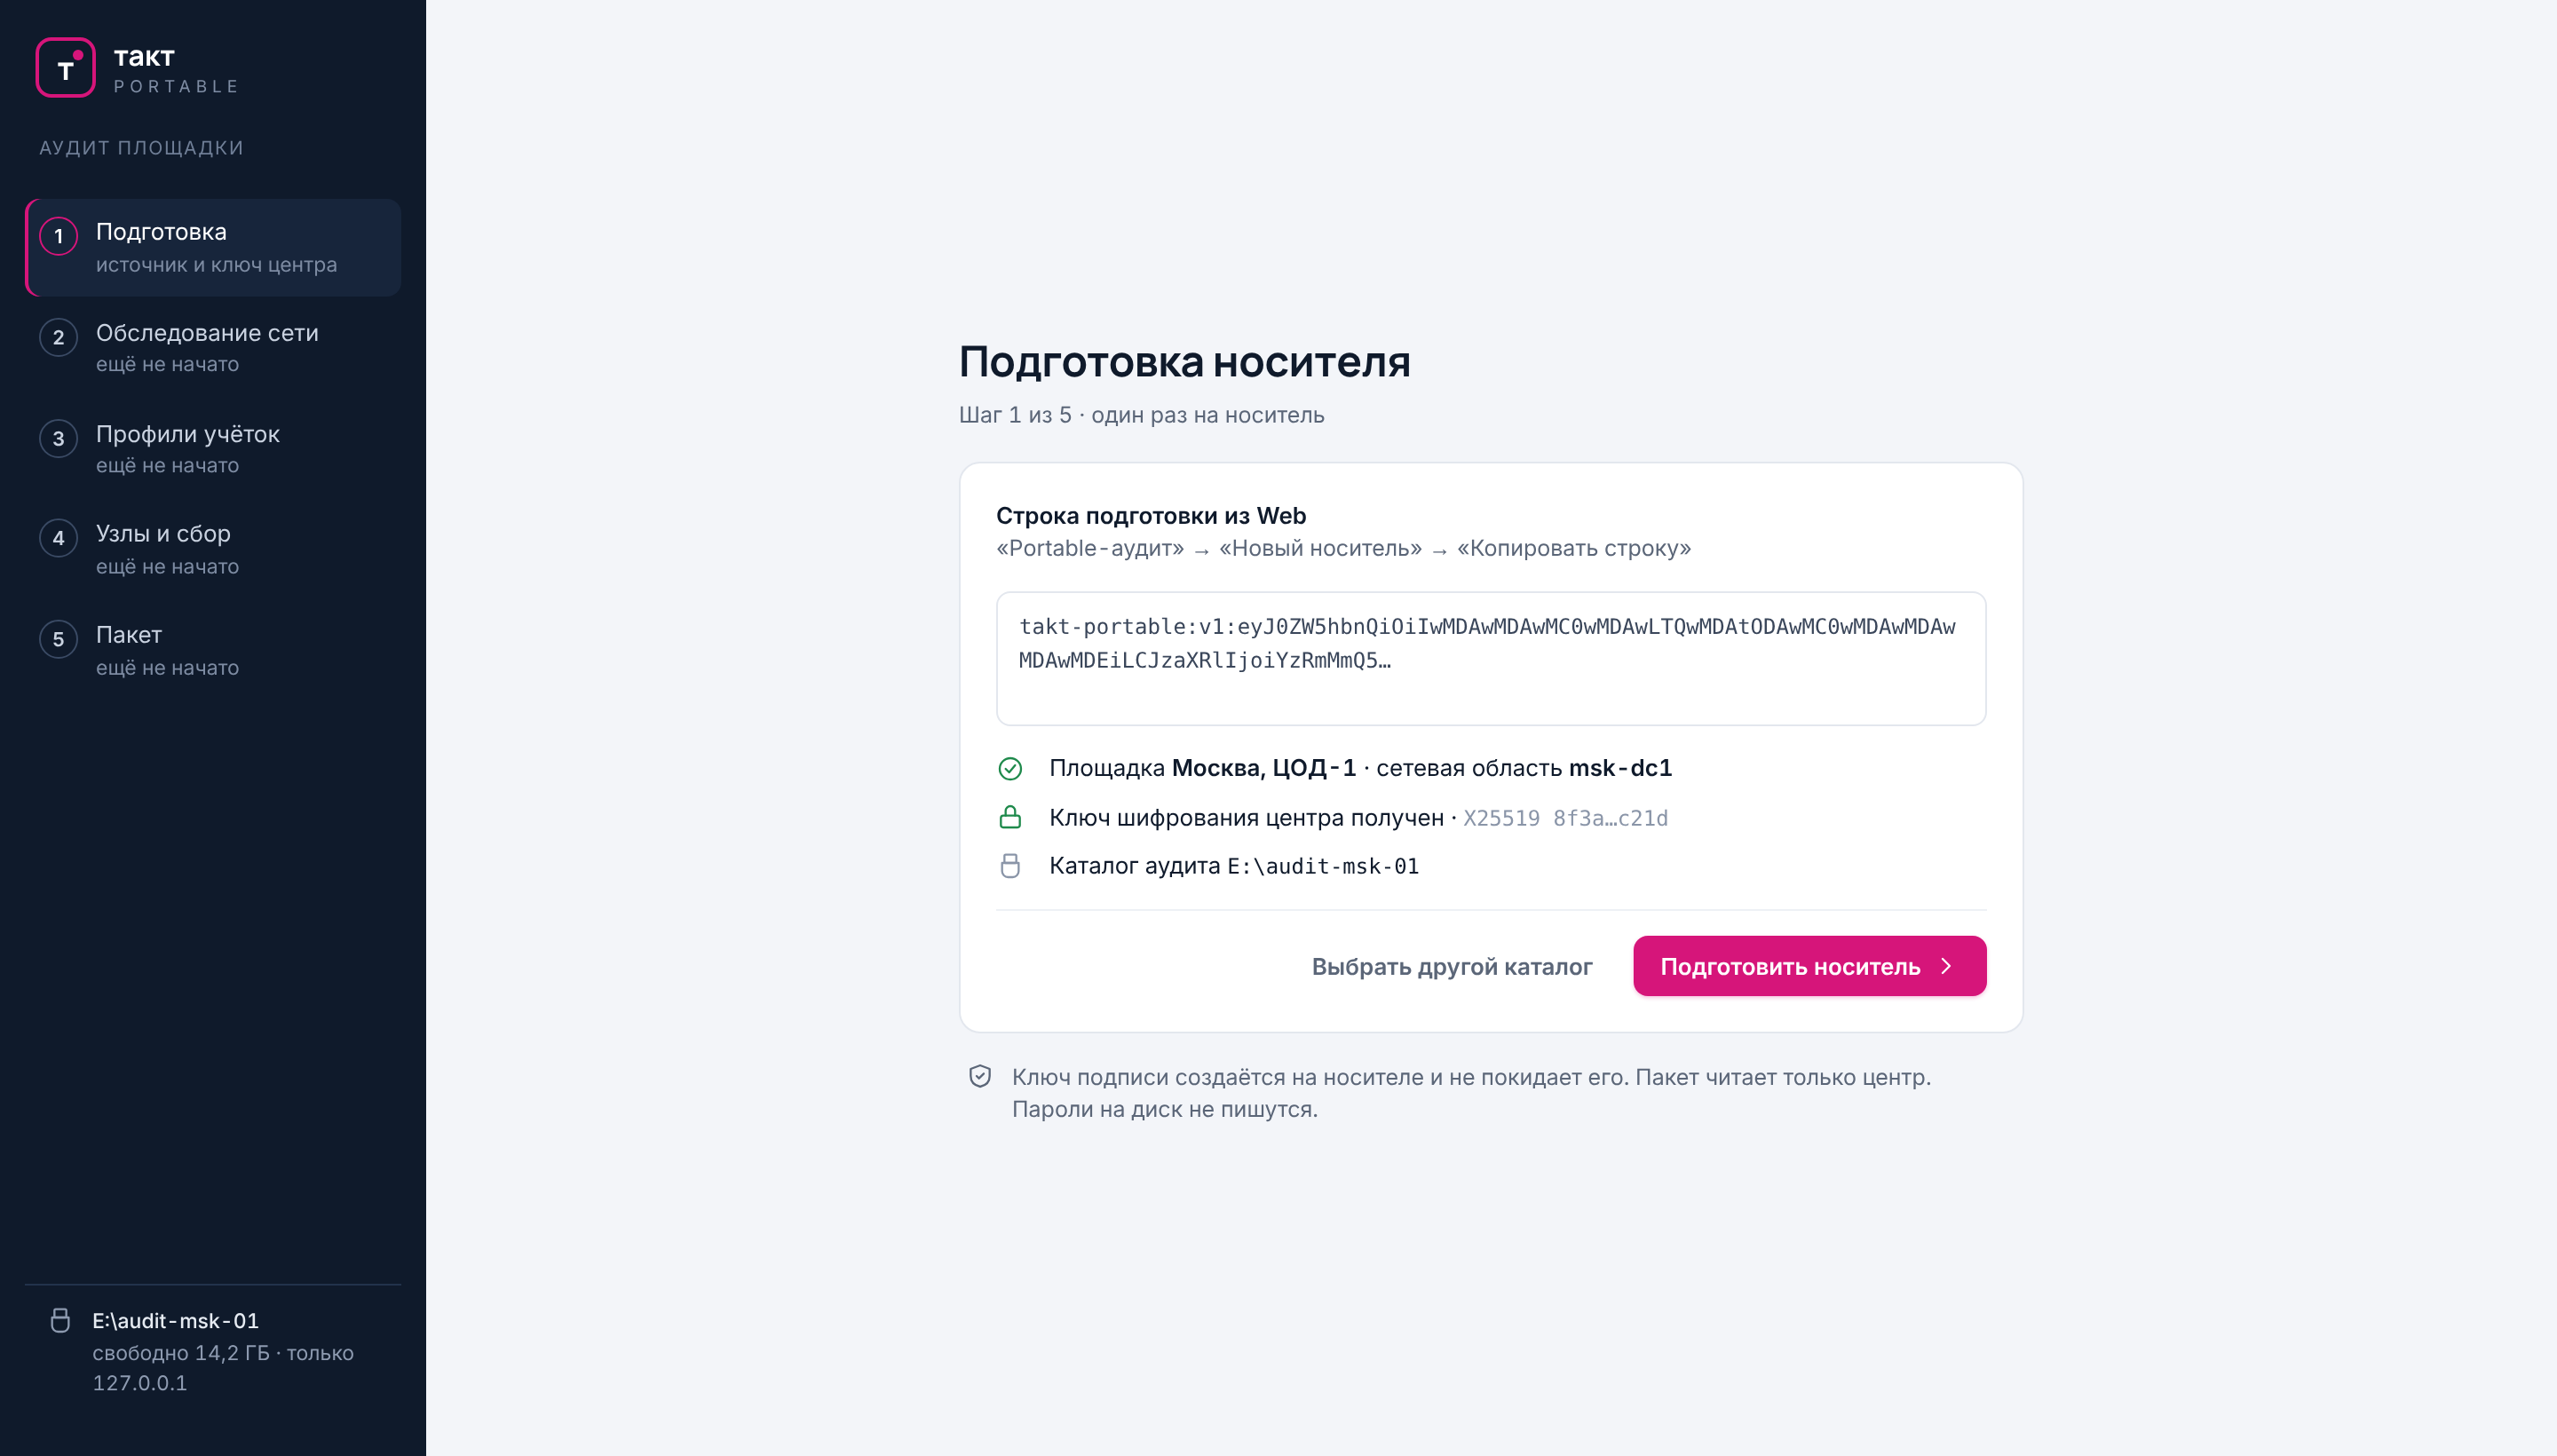 т
такт
PORTABLE
АУДИТ ПЛОЩАДКИ
1
Подготовка
источник и ключ центра
2
Обследование сети
ещё не начато
3
Профили учёток
ещё не начато
4
Узлы и сбор
ещё не начато
5
Пакет
ещё не начато
E:\audit-msk-01
свободно 14,2 ГБ · только
127.0.0.1
Подготовка носителя
Шаг 1 из 5 · один раз на носитель
Строка подготовки из Web
«Portable-аудит» → «Новый носитель» → «Копировать строку»
takt-portable:v1:eyJ0ZW5hbnQiOiIwMDAwMDAwMC0wMDAwLTQwMDAtODAwMC0wMDAwMDAw
MDAwMDEiLCJzaXRlIjoiYzRmMmQ5…
Площадка Москва, ЦОД-1 · сетевая область msk-dc1
Ключ шифрования центра получен · X25519 8f3a…c21d
Каталог аудита E:\audit-msk-01
Выбрать другой каталог
Подготовить носитель
Ключ подписи создаётся на носителе и не покидает его. Пакет читает только центр.
Пароли на диск не пишутся.